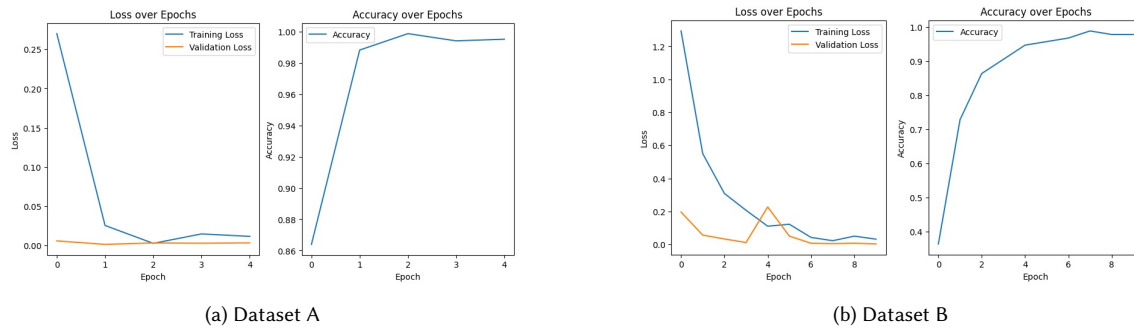 Loss over Epochs
Training Loss
Validation Loss
0.25
0.20
0.15
0.10
0.05
0.00
Loss
0 1 2 3 4
Epoch
Accuracy over Epochs
Accuracy
1.00
0.98
0.96
0.94
0.92
0.90
0.88
0.86
Accuracy
0 1 2 3 4
Epoch
(a) Dataset A
Loss over Epochs
Training Loss
Validation Loss
1.2
1.0
0.8
0.6
0.4
0.2
0.0
Loss
0 2 4 6 8
Epoch
Accuracy over Epochs
Accuracy
1.0
0.9
0.8
0.7
0.6
0.5
0.4
Accuracy
0 2 4 6 8
Epoch
(b) Dataset B